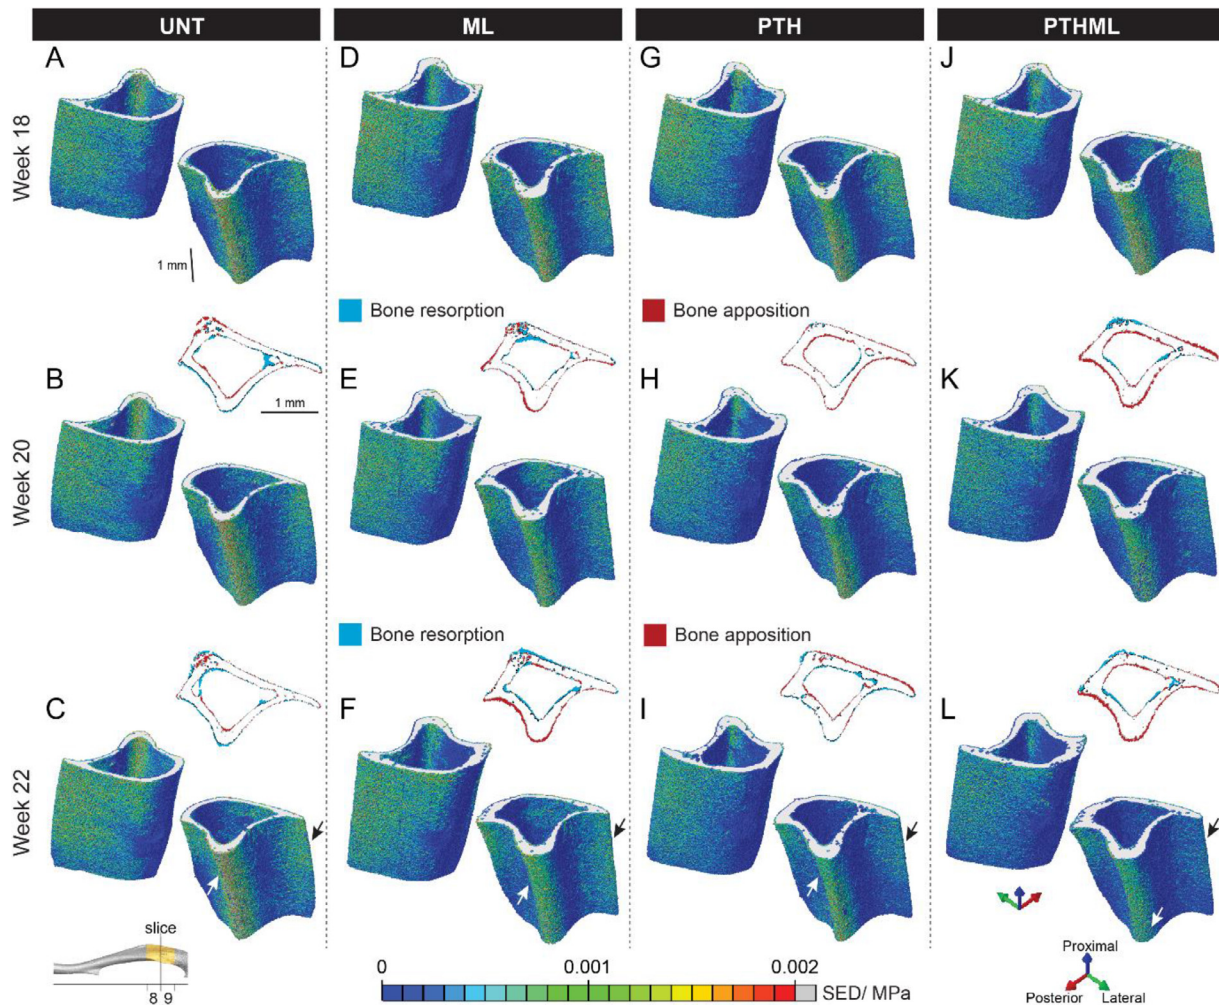 UNT ML PTH PTHML
A D G J
Week 18
1 mm
Bone resorption Bone apposition
B E H K
1 mm
Week 20
Bone resorption Bone apposition
C F I L
Week 22
slice
8 9
0 0.001 0.002
SED/ MPa
Proximal
Posterior Lateral